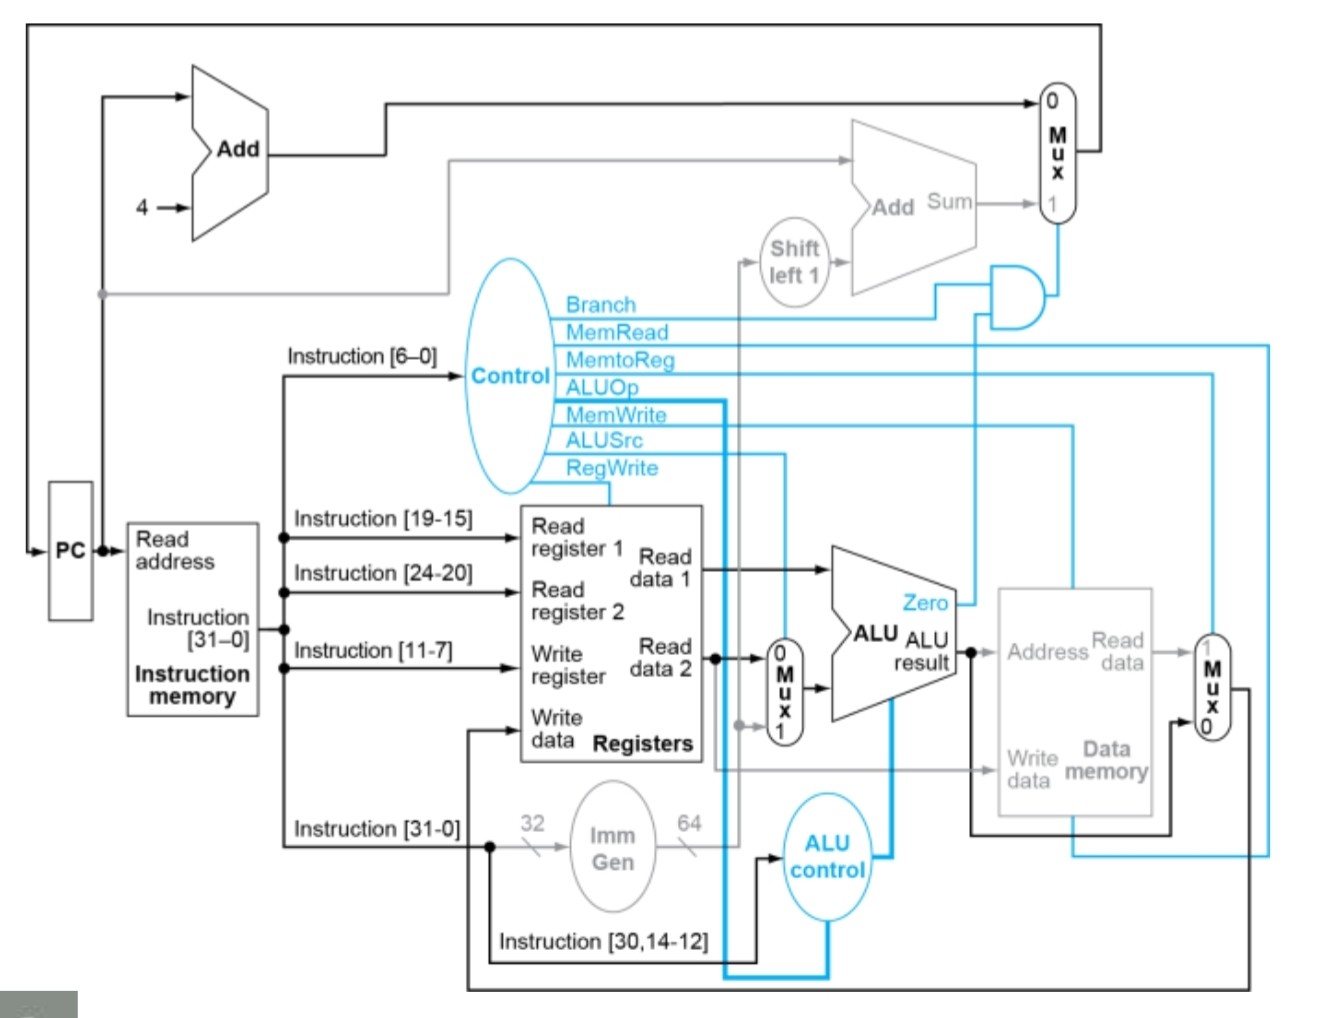 Add
4
0
M
u
x
1
Add Sum
Shift
left 1
Branch
MemRead
MemtoReg
ALUOp
MemWrite
ALUSrc
RegWrite
Control
Instruction [6–0]
PC
Read
address
Instruction
[31–0]
Instruction
memory
Instruction [19-15]
Instruction [24-20]
Instruction [11-7]
Instruction [31-0]
Read
register 1
Read
register 2
Write
register
Write
data
Read
data 1
Read
data 2
Registers
0
M
u
x
1
Zero
ALU
ALU
result
Address
Read
data
Write
data
Data
memory
1
M
u
x
0
32
Imm
Gen
64
ALU
control
Instruction [30,14-12]